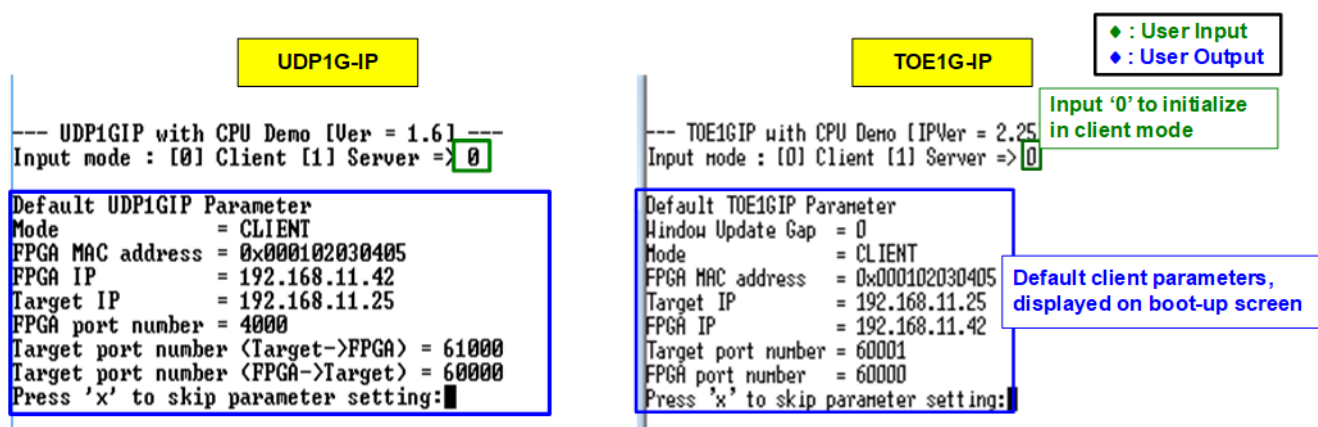 UDP1G-IP
--- UDP1GIP with CPU Demo [Ver = 1.6] ---
Input mode : [0] Client [1] Server => 0
Default UDP1GIP Parameter
Mode = CLIENT
FPGA MAC address = 0x000102030405
FPGA IP = 192.168.11.42
Target IP = 192.168.11.25
FPGA port number = 4000
Target port number (Target->FPGA) = 61000
Target port number (FPGA->Target) = 60000
Press 'x' to skip parameter setting:
TOE1G-IP
◆ : User Input
◆ : User Output
Input ‘0’ to initialize
in client mode
--- TOE1GIP with CPU Demo [IPVer = 2.25]
Input mode : [0] Client [1] Server => 0
Default TOE1GIP Parameter
Window Update Gap = 0
Mode = CLIENT
FPGA MAC address = 0x000102030405
Target IP = 192.168.11.25
FPGA IP = 192.168.11.42
Target port number = 60001
FPGA port number = 60000
Press 'x' to skip parameter setting:
Default client parameters,
displayed on boot-up screen